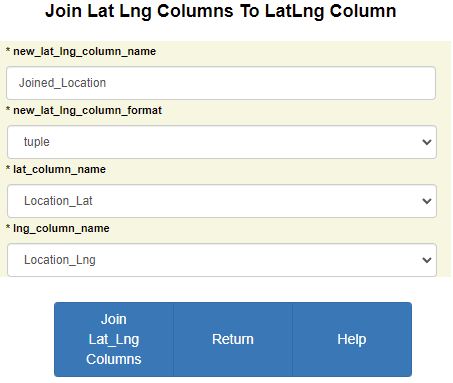 Join Lat Lng Columns To LatLng Column
* new_lat_lng_column_name
Joined_Location
* new_lat_lng_column_format
tuple
* lat_column_name
Location_Lat
* lng_column_name
Location_Lng
Join
Lat_Lng
Columns
Return
Help